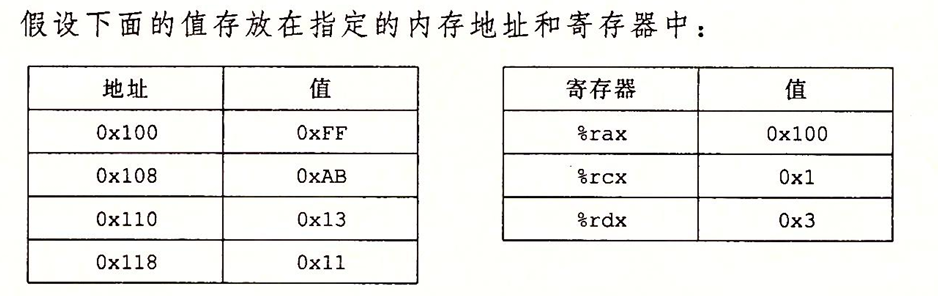 假设下面的值存放在指定的内存地址和寄存器中：
地址 值
0x100 0xFF
0x108 0xAB
0x110 0x13
0x118 0x11
寄存器 值
%rax 0x100
%rcx 0x1
%rdx 0x3